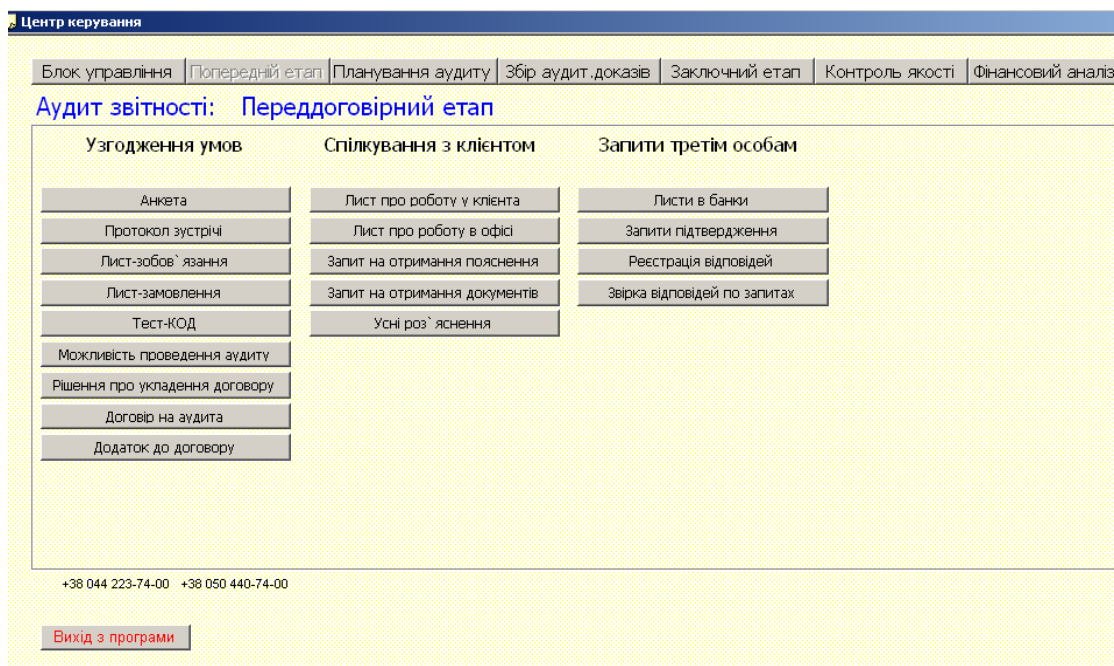 Центр керування
Блок управління Попередній етап Планування аудиту Збір аудит.доказів Заключний етап Контроль якості Фінансовий аналіз
Аудит звітності: Переддоговірний етап
Узгодження умов Спілкування з клієнтом Запити третім особам
Анкета Лист про роботу у клієнта Листи в банки
Протокол зустрічі Лист про роботу в офісі Запити підтвердження
Лист-зобов`язання Запит на отримання пояснення Реєстрація відповідей
Лист-замовлення Запит на отримання документів Звірка відповідей по запитах
Тест-КОД Усні роз`яснення
Можливість проведення аудиту
Рішення про укладення договору
Договір на аудита
Додаток до договору
+38 044 223-74-00 +38 050 440-74-00
Вихід з програми